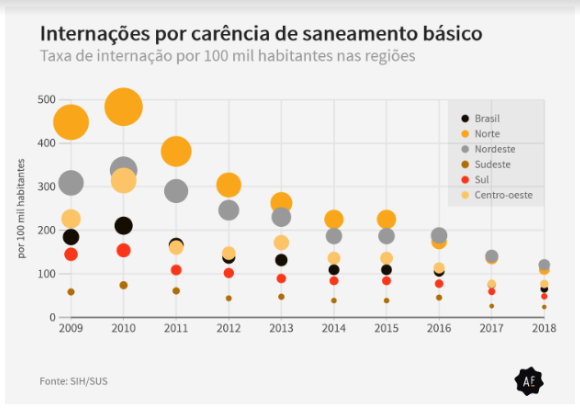 Internações por carência de saneamento básico
Taxa de internação por 100 mil habitantes nas regiões
por 100 mil habitantes
500
400
300
200
100
0
Brasil
Norte
Nordeste
Sudeste
Sul
Centro-oeste
2009 2010 2011 2012 2013 2014 2015 2016 2017 2018
Fonte: SIH/SUS
AE